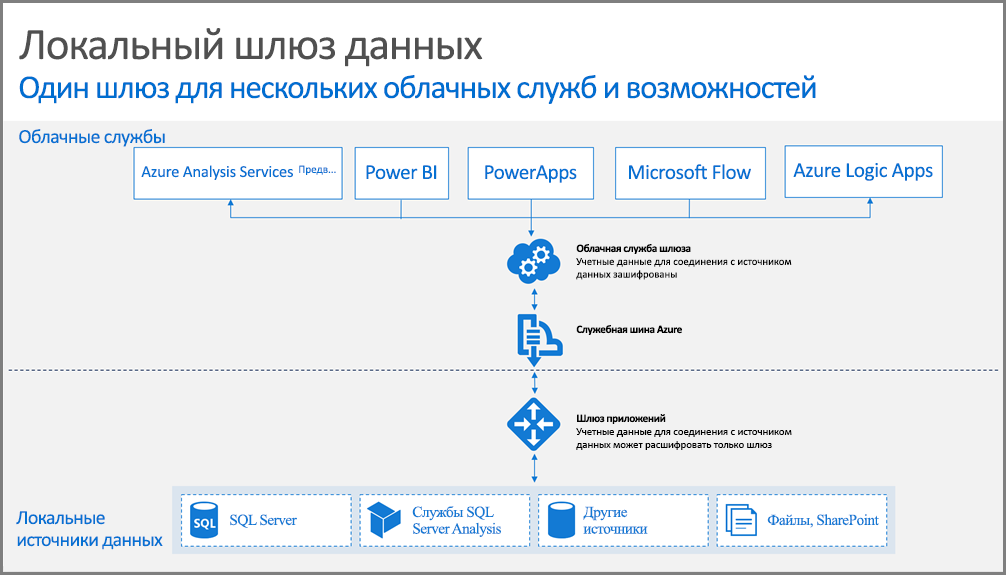 Локальный шлюз данных
Один шлюз для нескольких облачных служб и возможностей
Облачные службы
Azure Analysis Services Предв...
Power BI
PowerApps
Microsoft Flow
Azure Logic Apps
Облачная служба шлюза
Учетные данные для соединения с источником
данных зашифрованы
Служебная шина Azure
Шлюз приложений
Учетные данные для соединения с источником
данных может расшифровать только шлюз
Локальные
источники данных
SQL
SQL Server
Службы SQL
Server Analysis
Другие
источники
Файлы, SharePoint